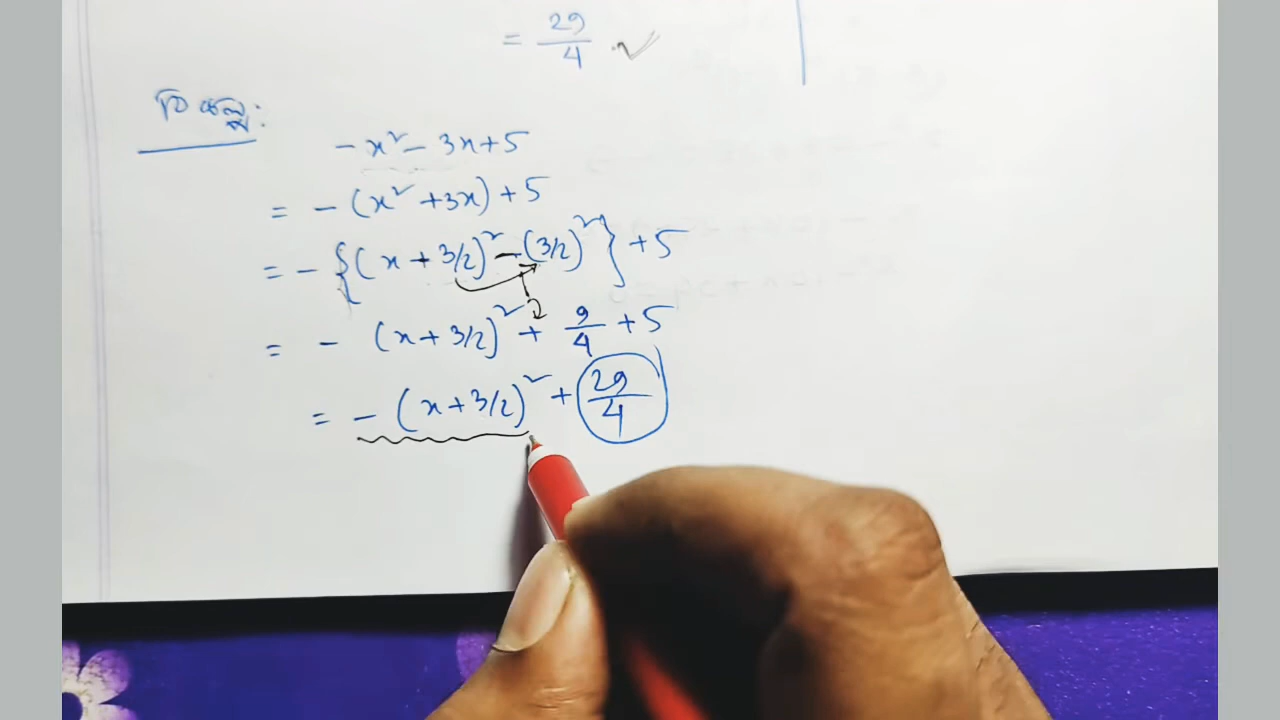 = 29/4 ✓
বিকল্প:
- x² - 3x + 5
= - (x² + 3x) + 5
= - {(x + 3/2)² - (3/2)²} + 5
= - (x + 3/2)² + 9/4 + 5
= - (x + 3/2)² + 29/4